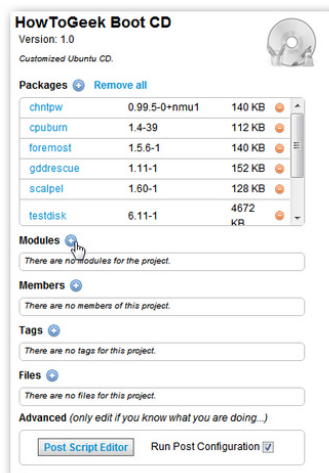 HowToGeek Boot CD
Version: 1.0
Customized Ubuntu CD.
Packages Remove all
chntpw 0.99.5-0+nmu1 140 KB
cpuburn 1.4-39 112 KB
foremost 1.5.6-1 140 KB
gddrescue 1.11-1 152 KB
scalpel 1.60-1 128 KB
testdisk 6.11-1 4672 KB
Modules
There are no modules for the project.
Members
There are no members of this project.
Tags
There are no tags for this project.
Files
There are no files for this project.
Advanced (only edit if you know what you are doing...)
Post Script Editor Run Post Configuration